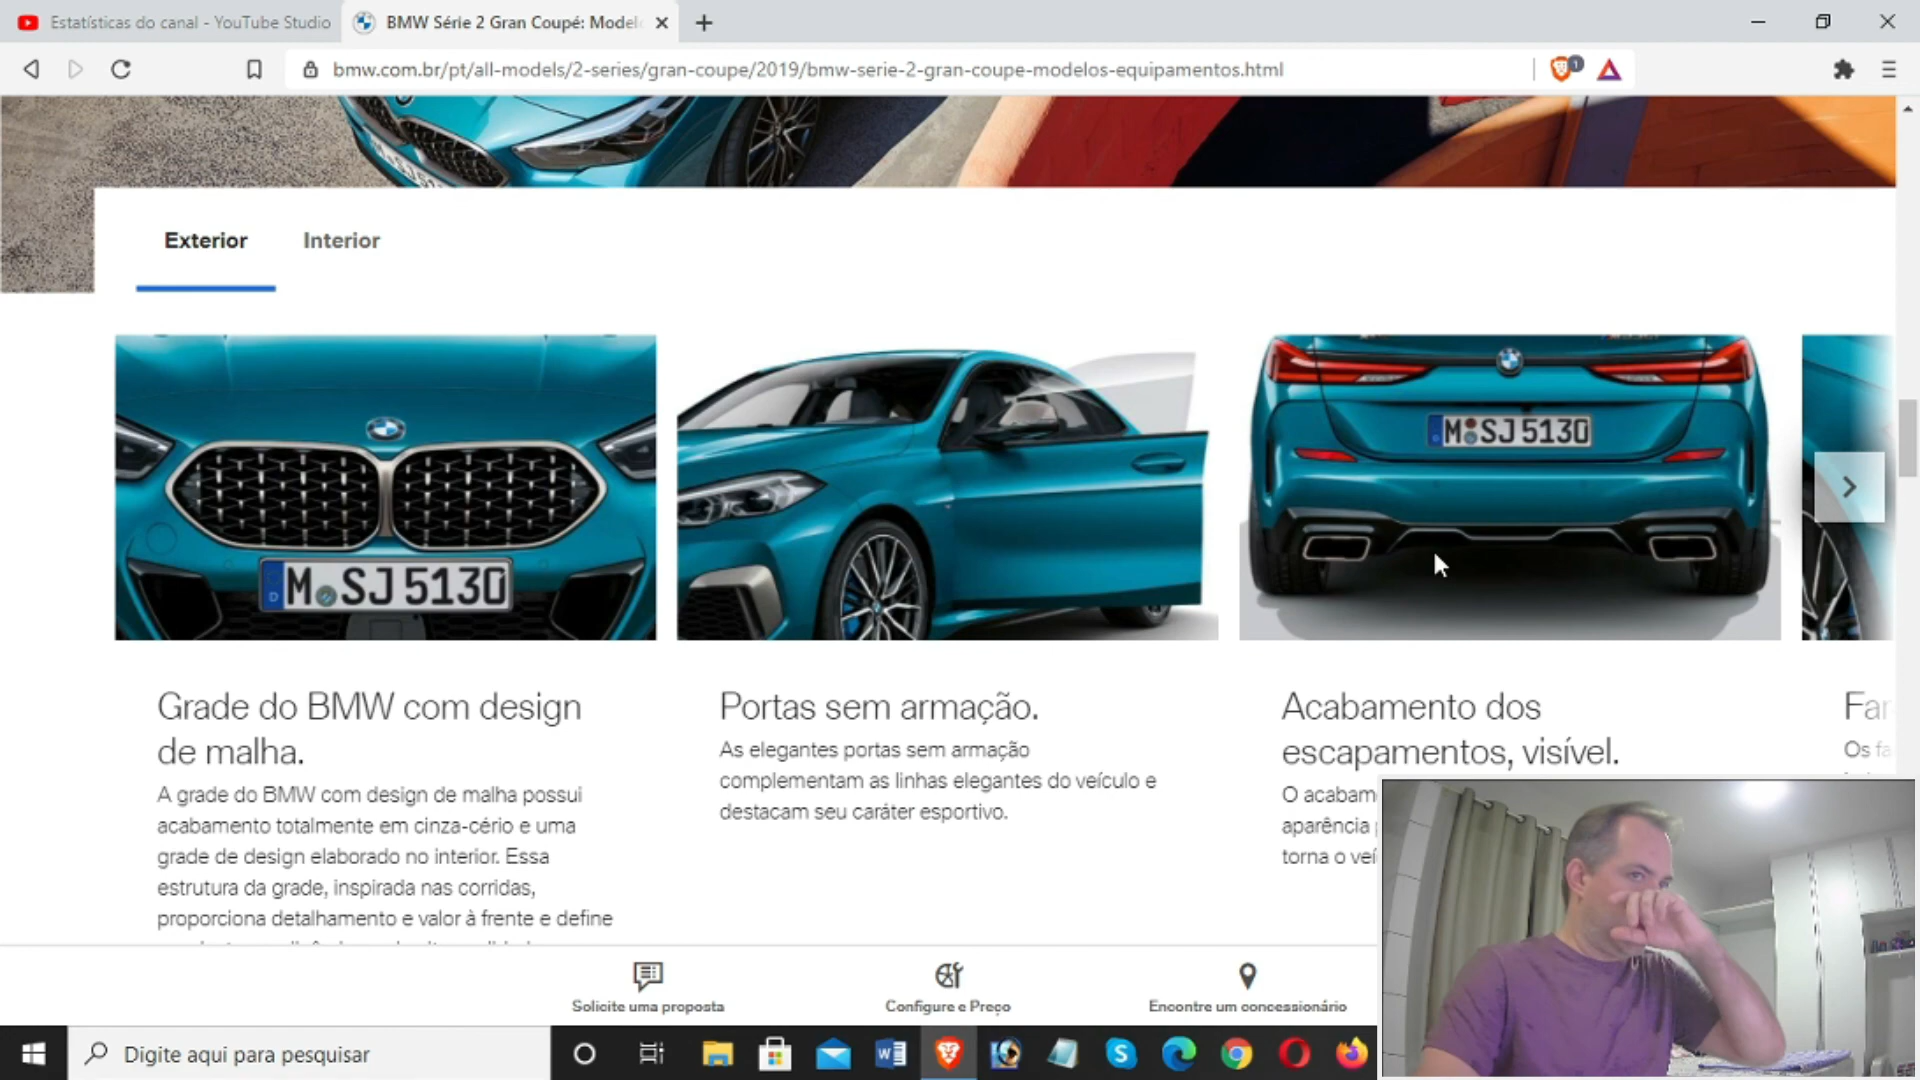 Estatísticas do canal - YouTube Studio
BMW Série 2 Gran Coupé: Model
bmw.com.br/pt/all-models/2-series/gran-coupe/2019/bmw-serie-2-gran-coupe-modelos-equipamentos.html
1
Exterior
Interior
M SJ 5130
M SJ 5130
Grade do BMW com design
de malha.
A grade do BMW com design de malha possui
acabamento totalmente em cinza-cério e uma
grade de design elaborado no interior. Essa
estrutura da grade, inspirada nas corridas,
proporciona detalhamento e valor à frente e define
Portas sem armação.
As elegantes portas sem armação
complementam as linhas elegantes do veículo e
destacam seu caráter esportivo.
Acabamento dos
escapamentos, visível.
O acabam
aparência
torna o veí
Far
Os fa
Solicite uma proposta
Configure e Preço
Encontre um concessionário
Digite aqui para pesquisar